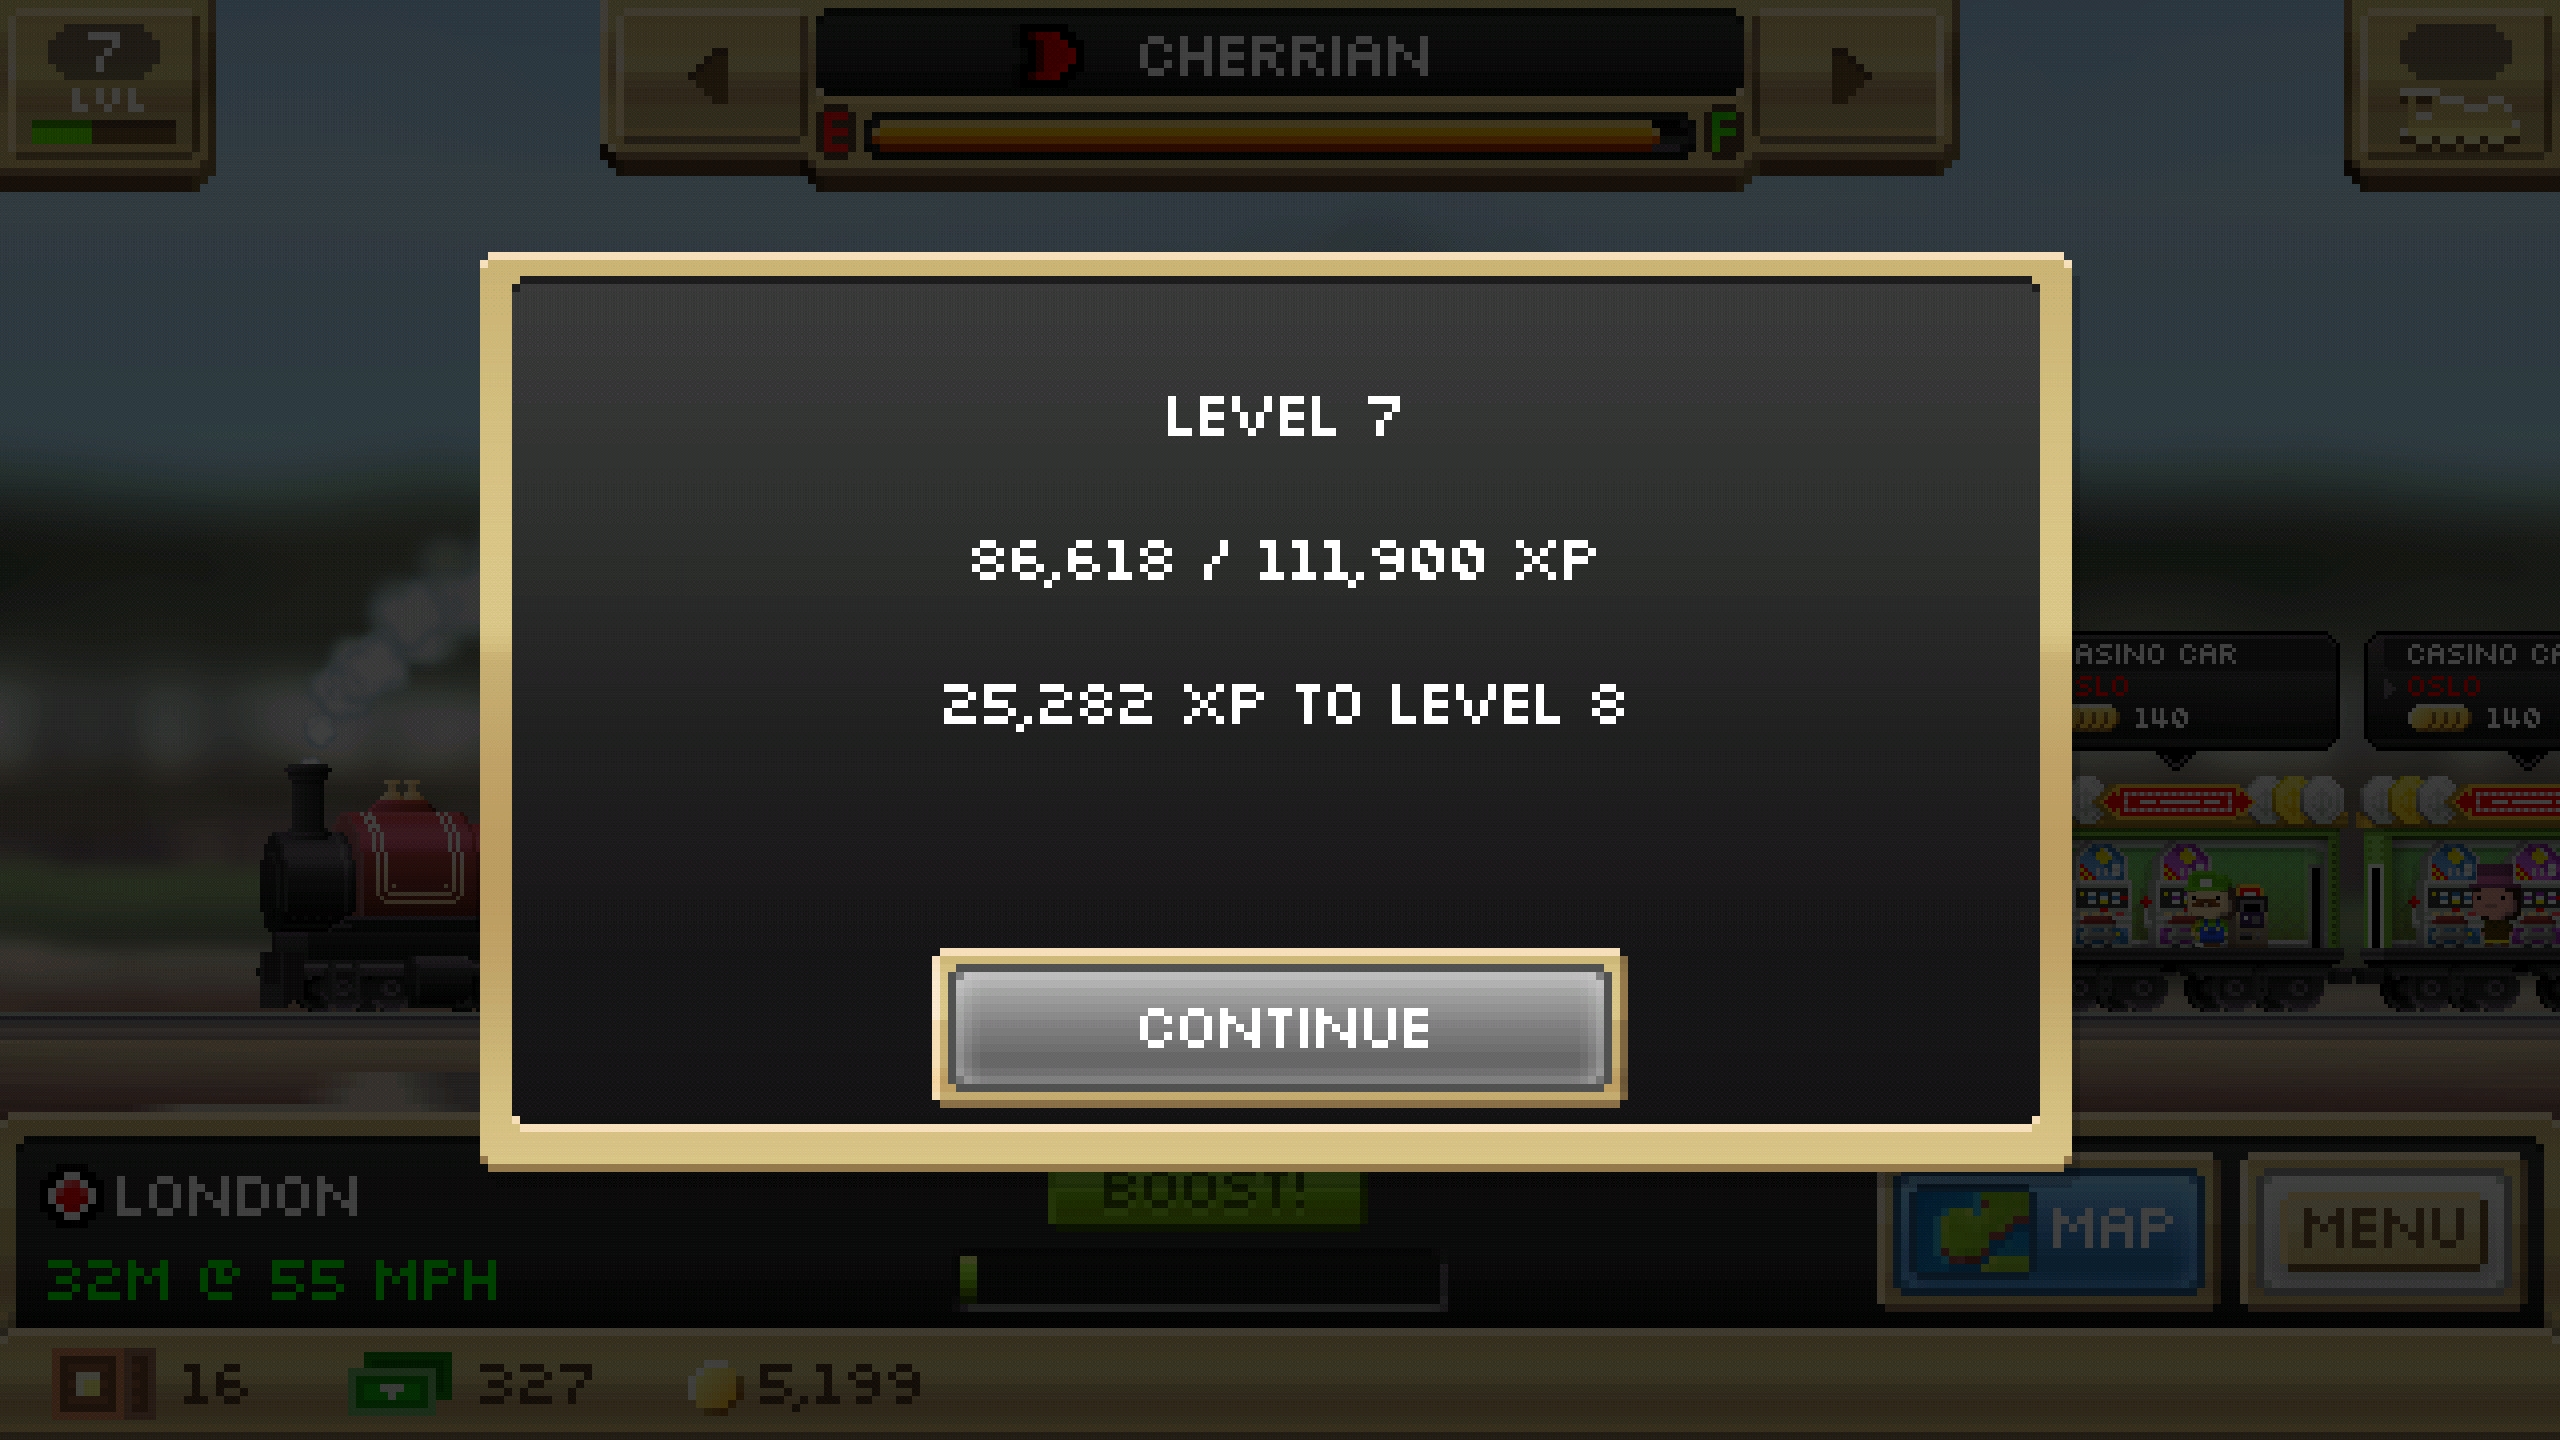 7
LVL
CHERRIAN
E
F
LEVEL 7
86,618 / 111,900 XP
25,282 XP TO LEVEL 8
CONTINUE
ASINO CAR
SLO
140
CASINO CA
OSLO
140
LONDON
32M @ 55 MPH
BOOST!
MAP
MENU
16
327
5,199